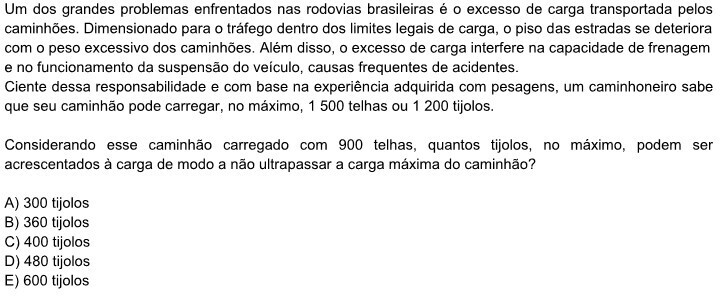 Um dos grandes problemas enfrentados nas rodovias brasileiras é o excesso de carga transportada pelos
caminhões. Dimensionado para o tráfego dentro dos limites legais de carga, o piso das estradas se deteriora
com o peso excessivo dos caminhões. Além disso, o excesso de carga interfere na capacidade de frenagem
e no funcionamento da suspensão do veículo, causas frequentes de acidentes.
Ciente dessa responsabilidade e com base na experiência adquirida com pesagens, um caminhoneiro sabe
que seu caminhão pode carregar, no máximo, 1 500 telhas ou 1 200 tijolos.
Considerando esse caminhão carregado com 900 telhas, quantos tijolos, no máximo, podem ser
acrescentados à carga de modo a não ultrapassar a carga máxima do caminhão?
A) 300 tijolos
B) 360 tijolos
C) 400 tijolos
D) 480 tijolos
E) 600 tijolos